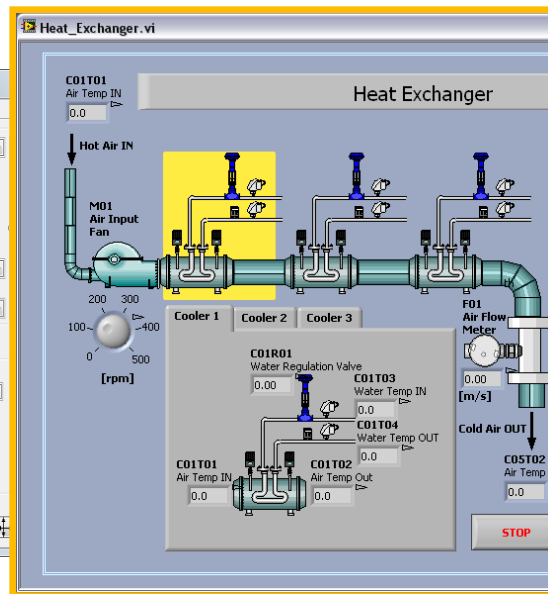 Heat_Exchanger.vi
C01T01
Air Temp IN
0.0
Heat Exchanger
Hot Air IN
M01
Air Input
Fan
0
100
200
300
400
500
[rpm]
Cooler 1
Cooler 2
Cooler 3
C01R01
Water Regulation Valve
0.00
C01T03
Water Temp IN
0.0
C01T04
Water Temp OUT
0.0
C01T01
Air Temp IN
0.0
C01T02
Air Temp Out
0.0
F01
Air Flow
Meter
0.00
[m/s]
Cold Air OUT
C05T02
Air Temp
0.0
STOP